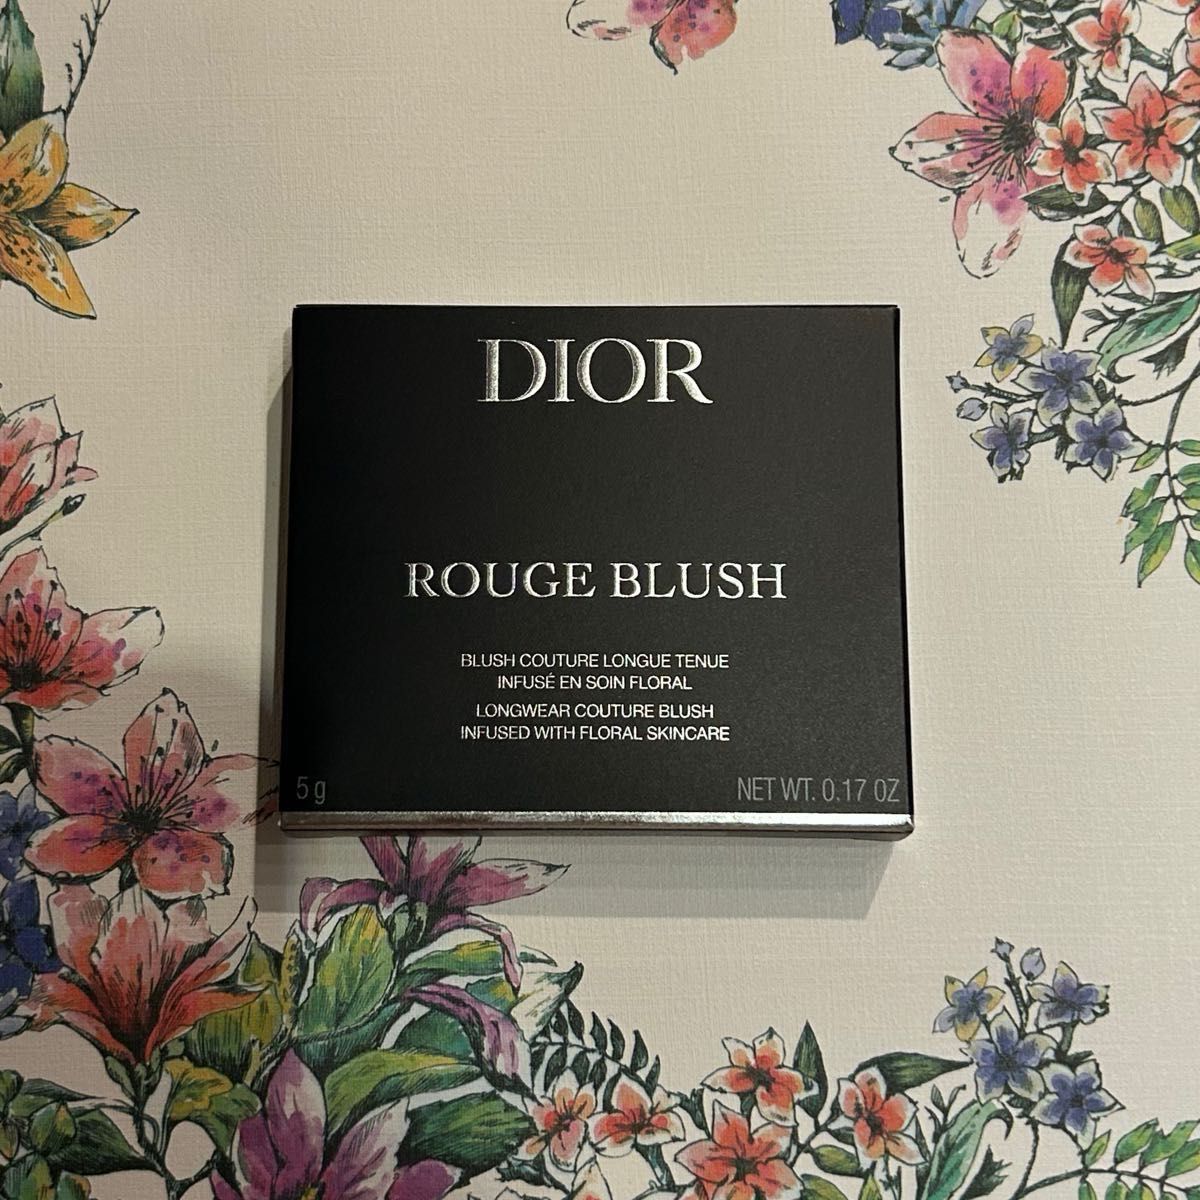 DIOR
ROUGE BLUSH
BLUSH COUTURE LONGUE TENUE
INFUSÉ EN SOIN FLORAL
LONGWEAR COUTURE BLUSH
INFUSED WITH FLORAL SKINCARE
5 g NET WT. 0.17 OZ